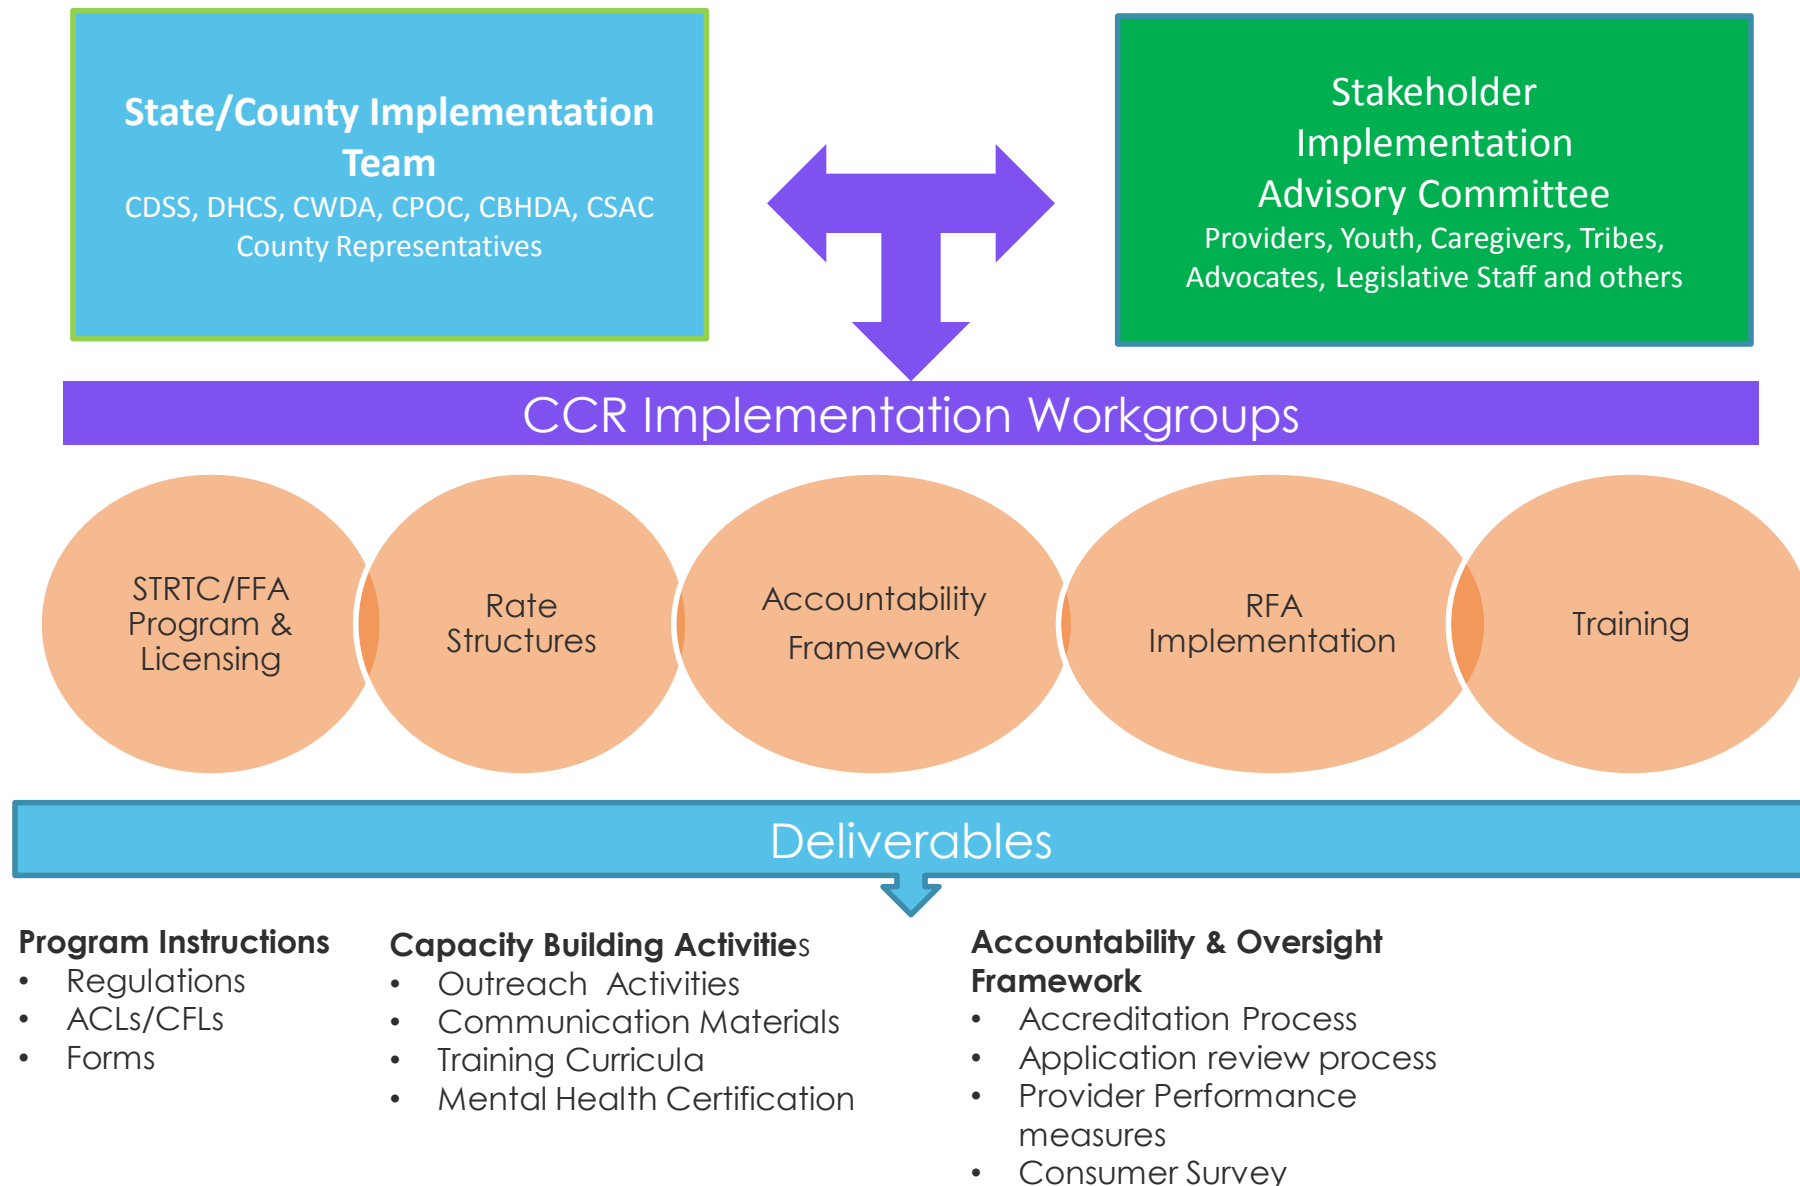 State/County Implementation
Team
CDSS, DHCS, CWDA, CPOC, CBHDA, CSAC
County Representatives
Stakeholder
Implementation
Advisory Committee
Providers, Youth, Caregivers, Tribes,
Advocates, Legislative Staff and others
CCR Implementation Workgroups
STRTC/FFA
Program &
Licensing
Rate
Structures
Accountability
Framework
RFA
Implementation
Training
Deliverables
Program Instructions
• Regulations
• ACLs/CFLs
• Forms
Capacity Building Activities
• Outreach Activities
• Communication Materials
• Training Curricula
• Mental Health Certification
Accountability & Oversight
Framework
• Accreditation Process
• Application review process
• Provider Performance
measures
• Consumer Survey